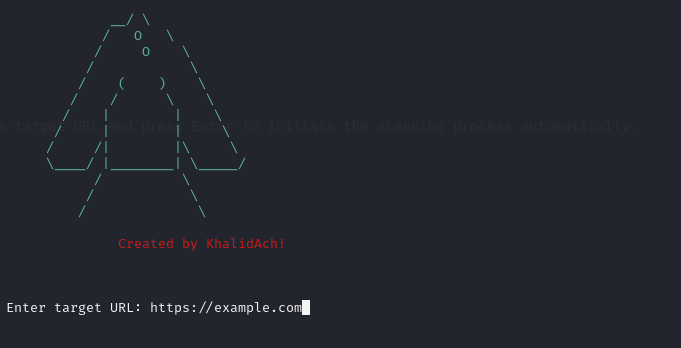 e target URL and press Enter to initiate the scanning process automatically.
Created by KhalidAch!
Enter target URL: https://example.com